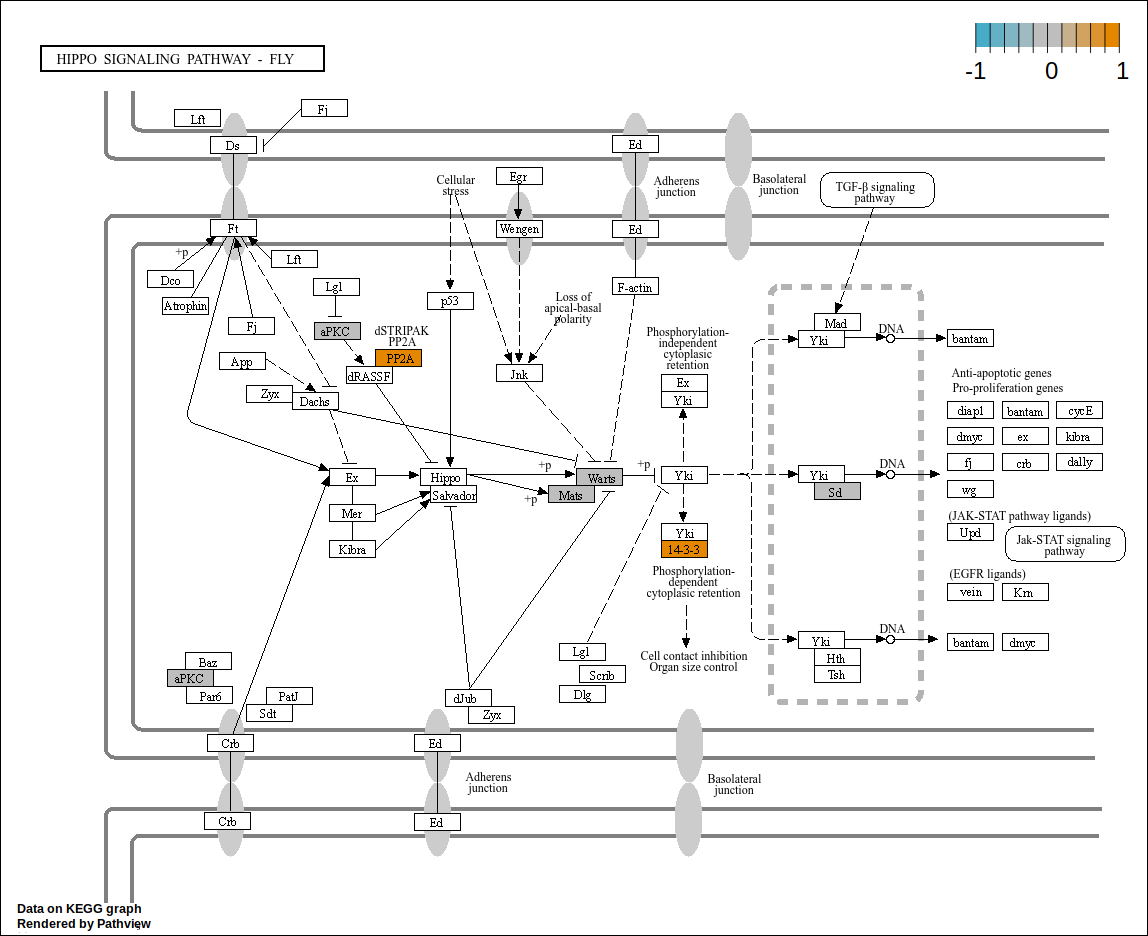 HIPPO SIGNALING PATHWAY - FLY
-1 0 1
Lft
Fj
Ds
Ed
Cellular
stress
Egr
Adherens
junction
Basolateral
junction
TGF-β signaling
pathway
Ft
Wengen
Ed
+p
Lft
Dco
Atrophin
Lgl
p53
F-actin
Loss of
apical-basal
polarity
Fj
aPKC
dSTRIPAK
PP2A
PP2A
dRASSF
App
Zyx
Dachs
Jnk
Phosphorylation-
independent
cytoplasic
retention
Ex
Yki
Mad
Yki
DNA
bantam
Anti-apoptotic genes
Pro-proliferation genes
diap1
bantam
cycE
dmyc
ex
kibra
fj
crb
dally
wg
Ex
Hippo
Salvador
+p
+p
Warts
Mats
+p
Yki
Yki
Sd
DNA
Mer
Kibra
Yki
14-3-3
Phosphorylation-
dependent
cytoplasic retention
(JAK-STAT pathway ligands)
Upd
Jak-STAT signaling
pathway
(EGFR ligands)
vein
Krn
Cell contact inhibition
Organ size control
Yki
Hth
Tsh
DNA
bantam
dmyc
Baz
aPKC
Par6
PatJ
Sdt
dJub
Zyx
Lgl
Scrib
Dlg
Crb
Ed
Adherens
junction
Basolateral
junction
Crb
Ed
Data on KEGG graph
Rendered by Pathview